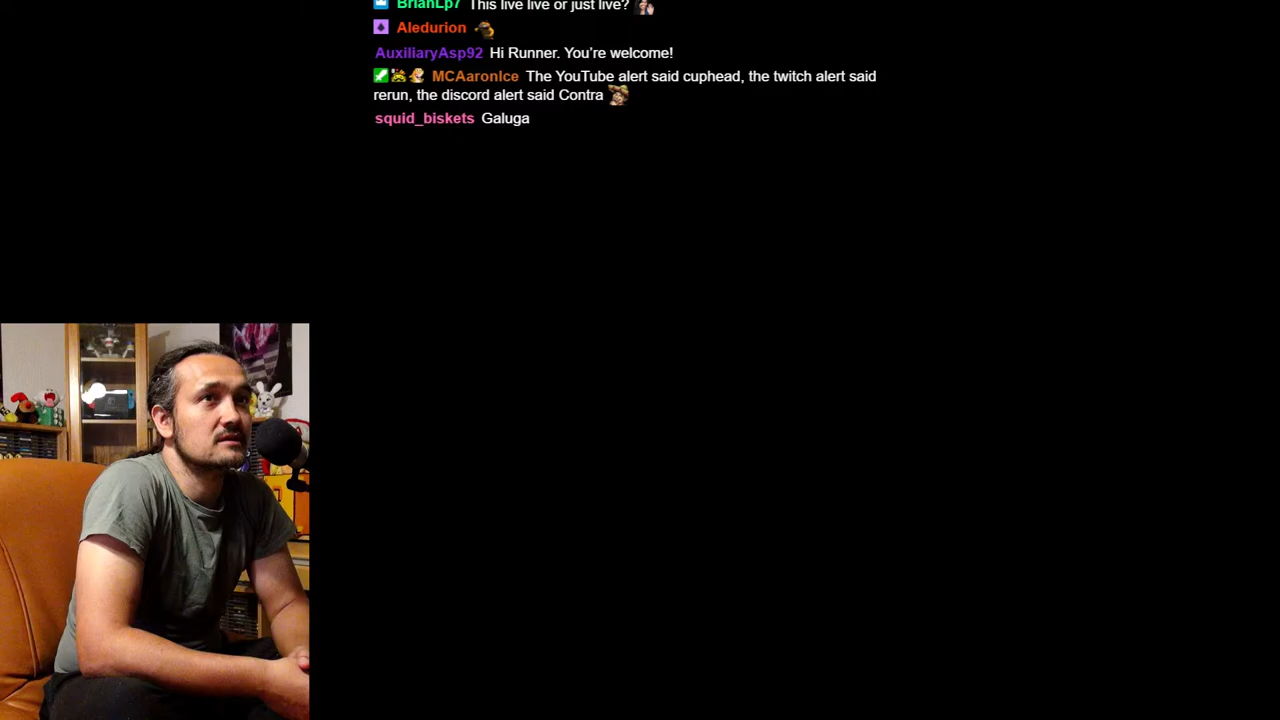 BrianLp7 This live live or just live?
Aledurion
AuxiliaryAsp92 Hi Runner. You're welcome!
MCAaronIce The YouTube alert said cuphead, the twitch alert said
rerun, the discord alert said Contra
squid_biskets Galuga